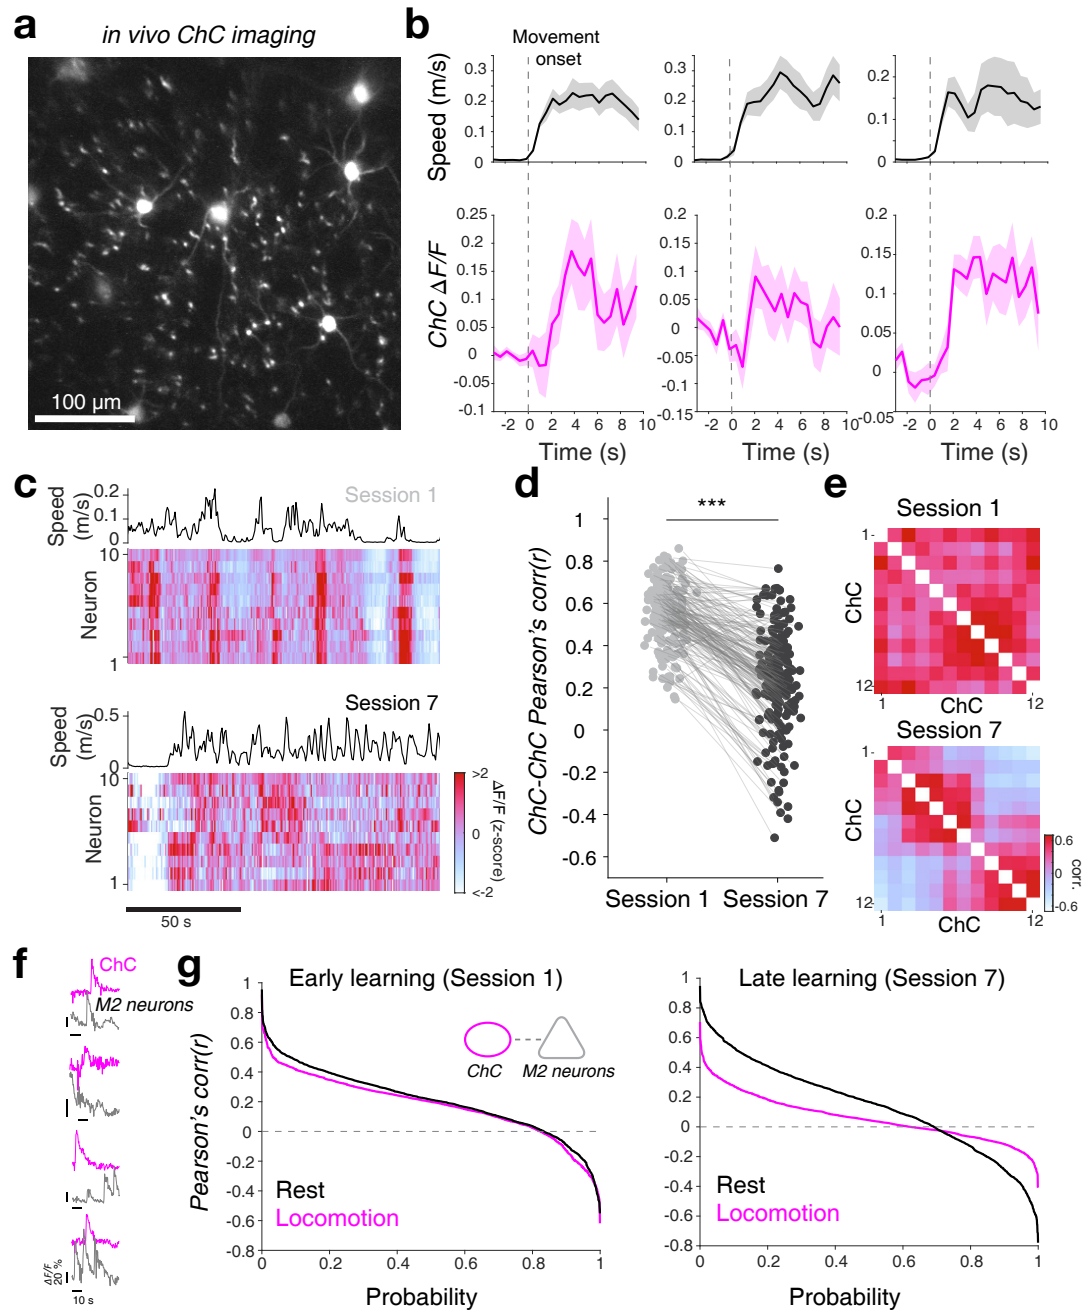 a
in vivo ChC imaging
100 µm
b
Movement
onset
Speed (m/s)
0.3
0.2
0.1
0
0.3
0.2
0.1
0
0.2
0.1
0
ChC ΔF/F
0.25
0.2
0.15
0.1
0.05
0
-0.05
-0.1
0.2
0.15
0.1
0.05
0
-0.05
-0.1
-0.15
0.2
0.15
0.1
0.05
0
-0.05
-2 0 2 4 6 8 10
-2 0 2 4 6 8 10
-2 0 2 4 6 8 10
Time (s)
Time (s)
Time (s)
c
Session 1
Speed
(m/s)
0.2
0.1
0
Neuron
10
1
Session 7
Speed
(m/s)
0.5
0
Neuron
10
1
>2
0
<-2
ΔF/F
(z-score)
50 s
d
***
ChC-ChC Pearson's corr(r)
1
0.8
0.6
0.4
0.2
0
-0.2
-0.4
-0.6
Session 1
Session 7
e
Session 1
1
ChC
12
ChC
12
Session 7
1
ChC
12
1
12
ChC
0.6
0
-0.6
corr.
f
ChC
M2 neurons
ΔF/F
20 %
10 s
g
Early learning (Session 1)
Pearson's corr(r)
1
0.8
0.6
0.4
0.2
0
-0.2
-0.4
-0.6
-0.8
ChC
M2 neurons
Rest
Locomotion
0 0.2 0.4 0.6 0.8 1
Probability
Late learning (Session 7)
1
0.8
0.6
0.4
0.2
0
-0.2
-0.4
-0.6
-0.8
Rest
Locomotion
0 0.2 0.4 0.6 0.8 1
Probability